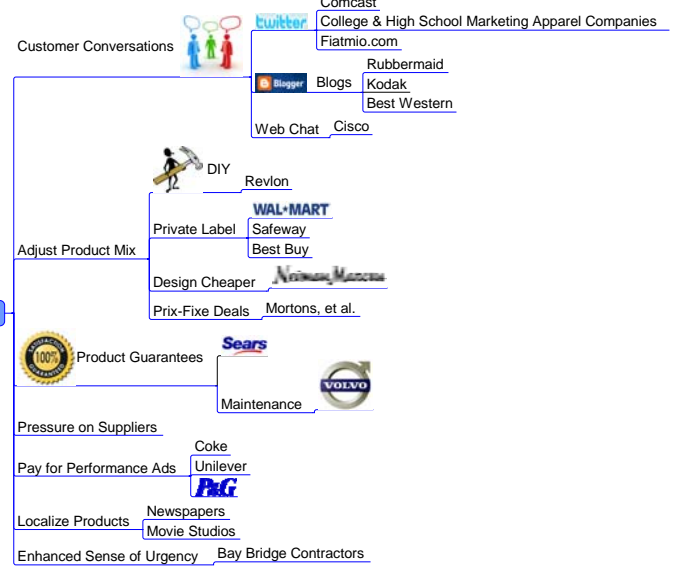 Comcast
Customer Conversations
twitter
College & High School Marketing Apparel Companies
Fiatmio.com
Blogger
Blogs
Rubbermaid
Kodak
Best Western
Web Chat
Cisco
Adjust Product Mix
DIY
Revlon
Private Label
WAL★MART
Safeway
Best Buy
Design Cheaper
Neiman Marcus
Prix-Fixe Deals
Mortons, et al.
SATISFACTION
100%
GUARANTEED
Product Guarantees
Sears
Maintenance
VOLVO
Pressure on Suppliers
Pay for Performance Ads
Coke
Unilever
P&G
Localize Products
Newspapers
Movie Studios
Enhanced Sense of Urgency
Bay Bridge Contractors